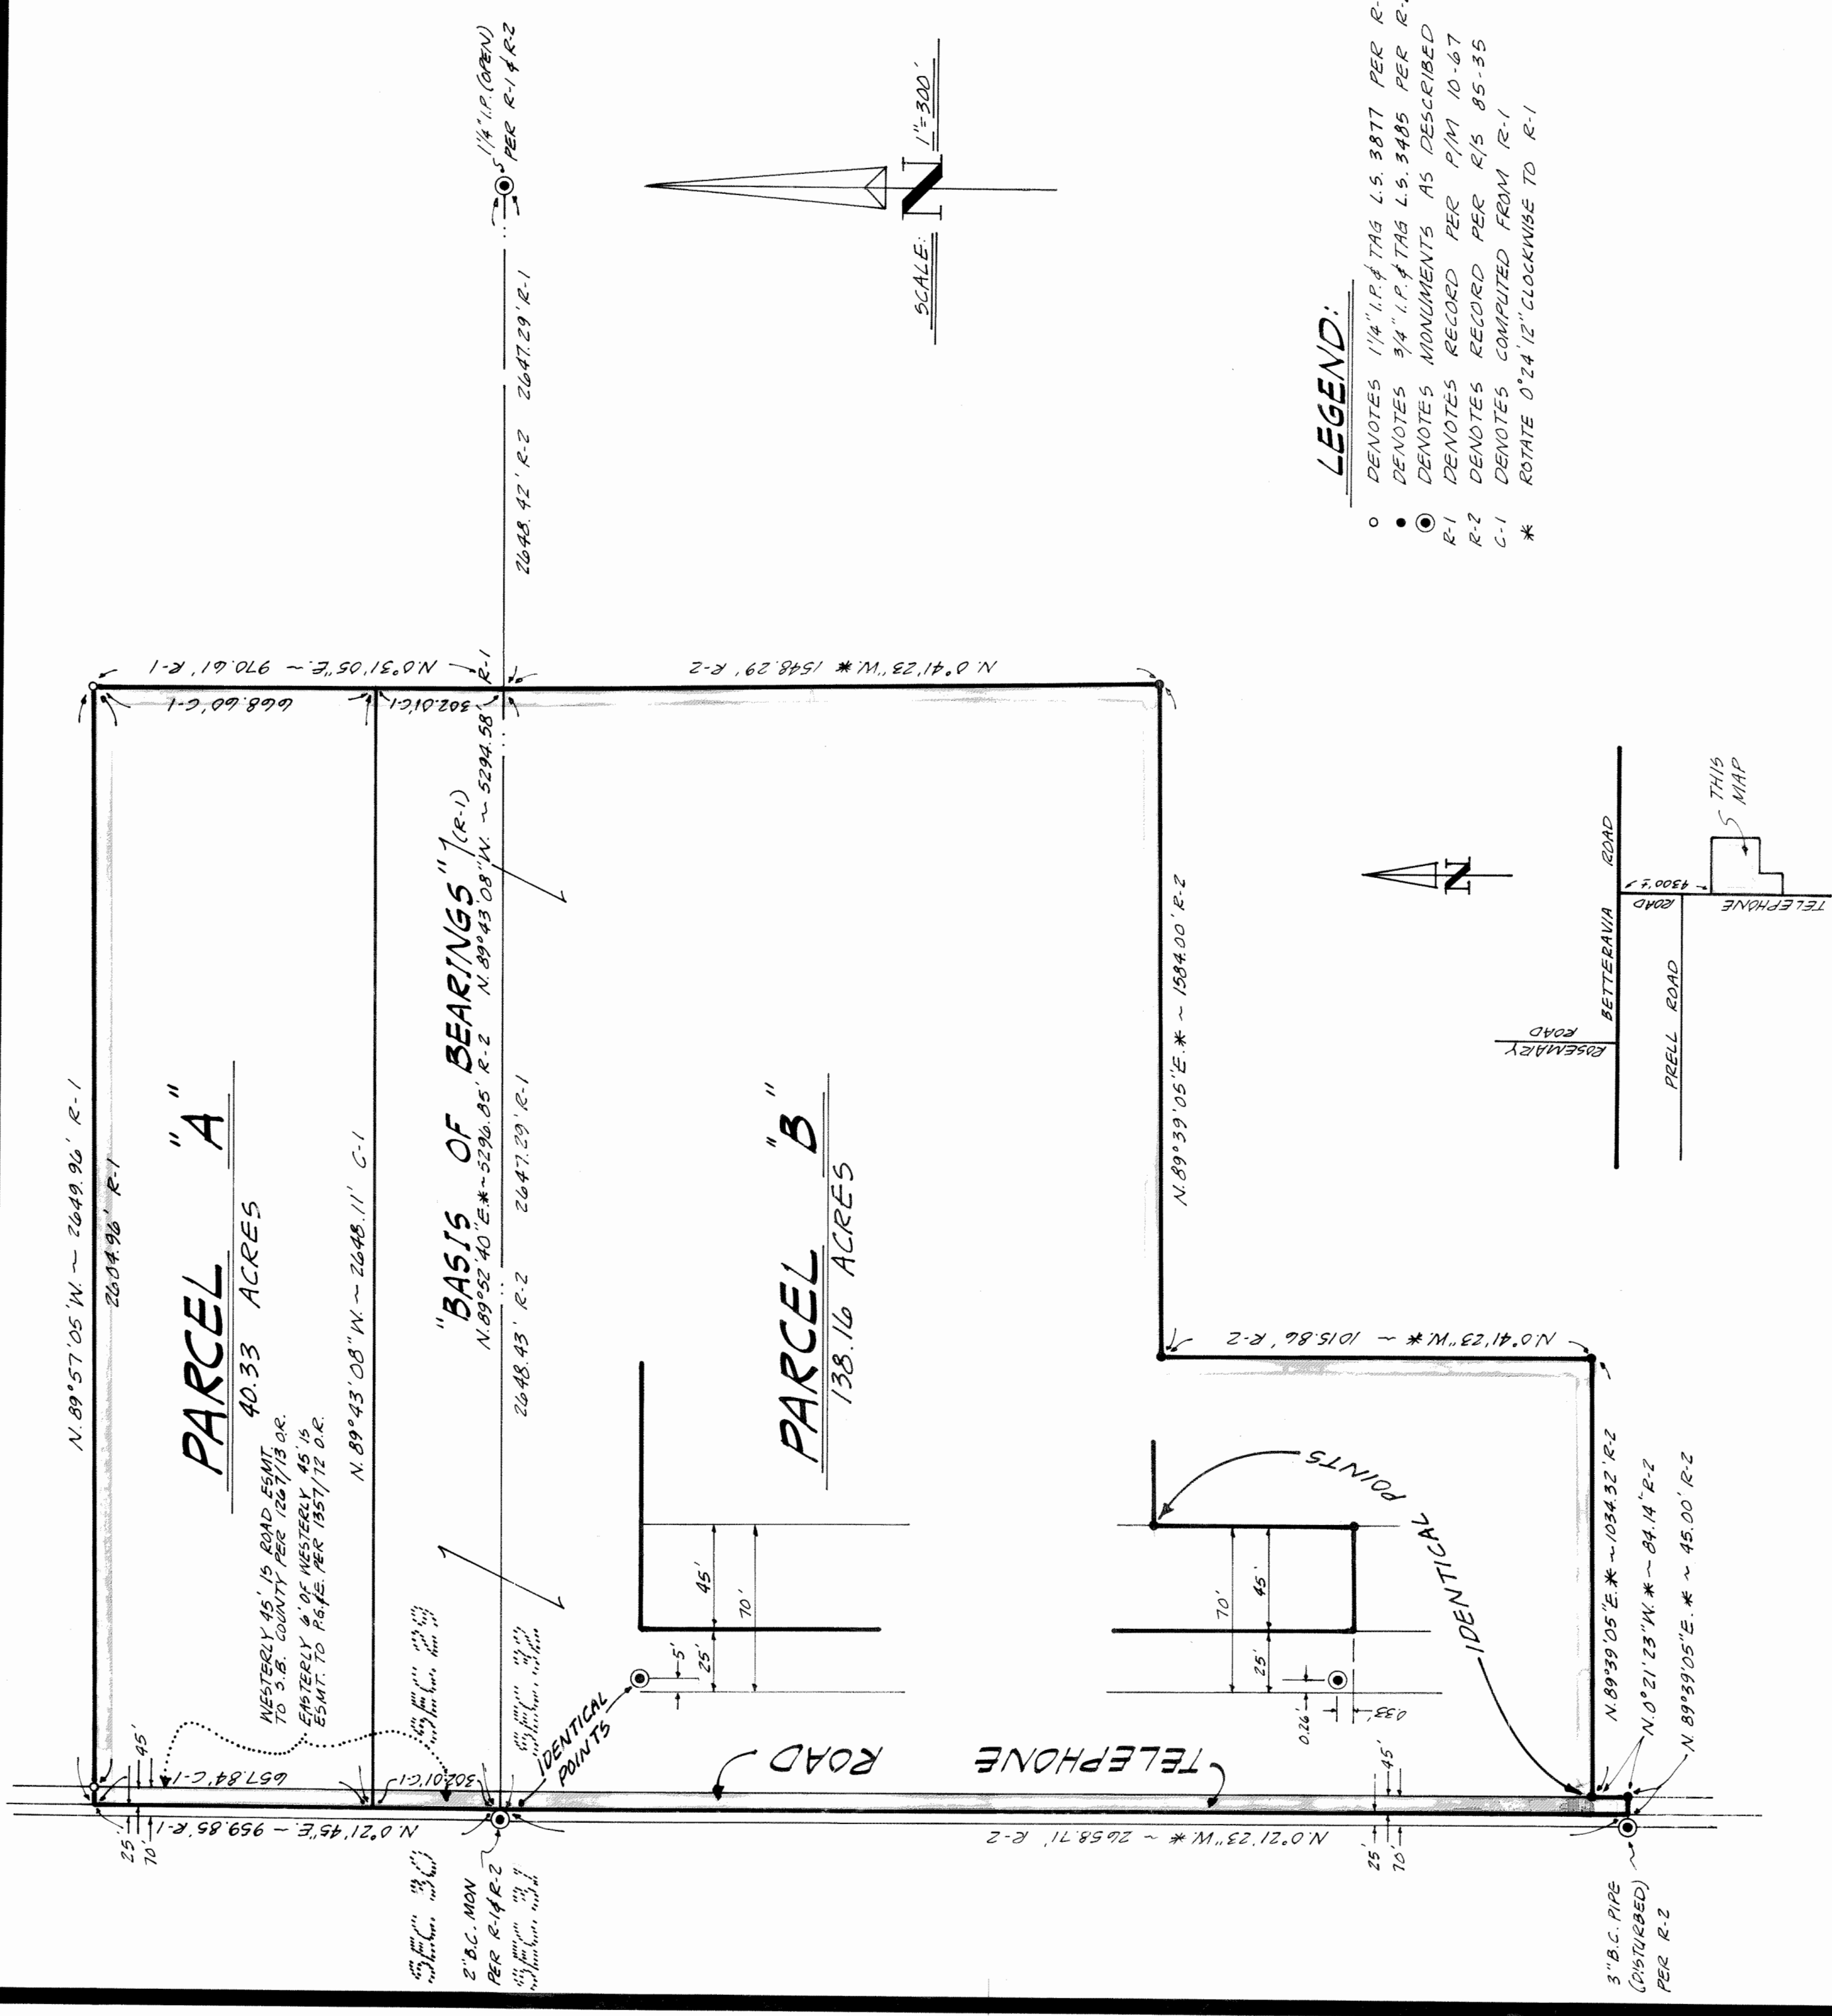 N.89°57'05"W. ~ 2649.96' R-1
2604.96' R-1
PARCEL "A"
40.33 ACRES
WESTERLY 45' IS ROAD ESMT.
TO S.B. COUNTY PER 1267/13 O.R.
EASTERLY 6' OF WESTERLY 45' IS
ESMT. TO P.G.&E. PER 1357/72 O.R.
N.89°43'08"W. ~ 2648.11' C-1
N.0°31'05"E. ~ 970.61' R-1
668.60' C-1
302.01' C-1
657.84' C-1
302.01' C-1
N.0°21'45"E. ~ 959.85' R-1
25'
70'
45'
"BASIS OF BEARINGS" (R-1)
N.89°52'40"E.* ~ 5296.85' R-2
N.89°43'08"W. ~ 5294.58' R-1
2648.43' R-2
2647.29' R-1
2648.42' R-2
2647.29' R-1
1 1/4" I.P. (OPEN)
PER R-1 & R-2
2" B.C. MON
PER R-1 & R-2
IDENTICAL
POINTS
PARCEL "B"
138.16 ACRES
N.0°41'23"W.* 1548.29' R-2
N.89°39'05"E.* ~ 1584.00' R-2
N.0°41'23"W.* ~ 1015.86' R-2
N.89°39'05"E.* ~ 1034.32' R-2
N.0°21'23"W.* ~ 84.14' R-2
N.89°39'05"E.* ~ 45.00' R-2
TELEPHONE ROAD
N.0°21'23"W.* ~ 2658.71' R-2
5'
25'
45'
70'
70'
25'
45'
0.26'
0.33'
IDENTICAL POINTS
25'
70'
45'
3" B.C. PIPE
(DISTURBED)
PER R-2
SCALE: N 1"=300'
LEGEND:
○ DENOTES 1 1/4" I.P. & TAG L.S. 3877 PER R-
● DENOTES 3/4" I.P. & TAG L.S. 3485 PER R-
DENOTES MONUMENTS AS DESCRIBED
R-1 DENOTES RECORD PER P/M 10-67
R-2 DENOTES RECORD PER R/S 85-35
C-1 DENOTES COMPUTED FROM R-1
* ROTATE 0°24'12" CLOCKWISE TO R-1
N
ROSEMARY
ROAD
BETTERAVIA ROAD
PRELL ROAD
4300'±
TELEPHONE
ROAD
THIS
MAP